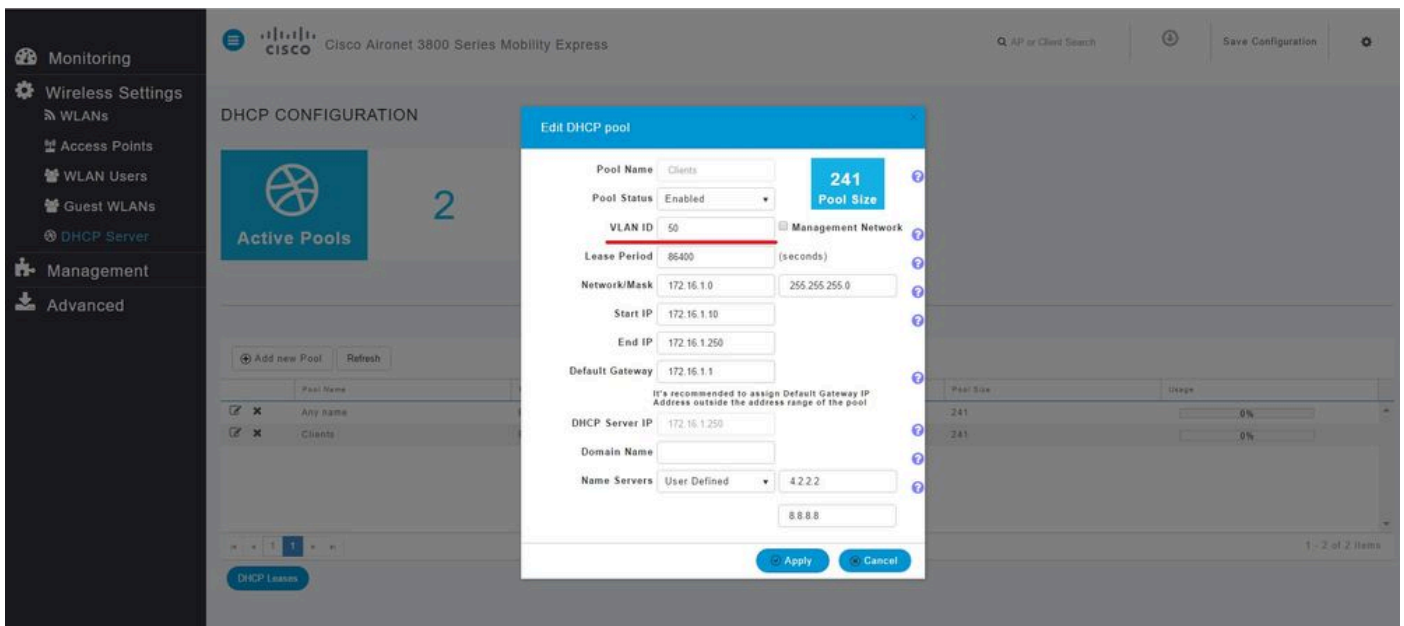 CISCO Cisco Aironet 3800 Series Mobility Express
AP or Client Search
Save Configuration
Monitoring
Wireless Settings
WLANs
Access Points
WLAN Users
Guest WLANs
DHCP Server
Management
Advanced
DHCP CONFIGURATION
Active Pools
2
Edit DHCP pool
Pool Name Clients
241
Pool Size
Pool Status Enabled
VLAN ID 50 Management Network
Lease Period 86400 (seconds)
Network/Mask 172.16.1.0 255.255.255.0
Start IP 172.16.1.10
End IP 172.16.1.250
Default Gateway 172.16.1.1
It's recommended to assign Default Gateway IP
Address outside the address range of the pool
DHCP Server IP 172.16.1.250
Domain Name
Name Servers User Defined 4.2.2.2
8.8.8.8
Apply Cancel
Add new Pool Refresh
Pool Name Pool Size Usage
Any name 241 0%
Clients 241 0%
1 1
1 - 2 of 2 items
DHCP Leases